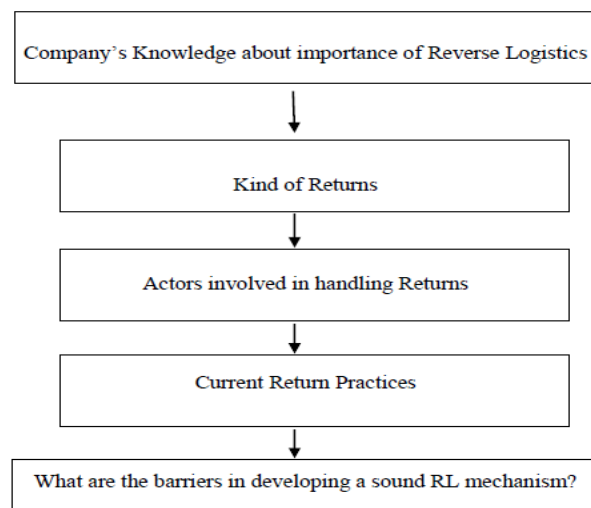 Company’s Knowledge about importance of Reverse Logistics
Kind of Returns
Actors involved in handling Returns
Current Return Practices
What are the barriers in developing a sound RL mechanism?